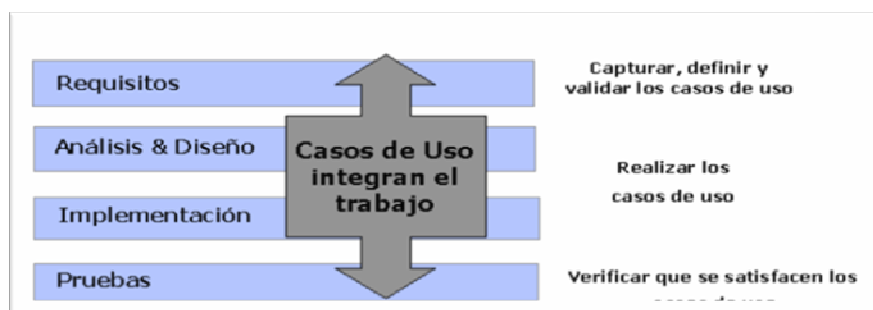 Requisitos
Capturar, definir y
validar los casos de uso
Análisis & Diseño
Casos de Uso
integran el
trabajo
Realizar los
casos de uso
Implementación
Pruebas
Verificar que se satisfacen los